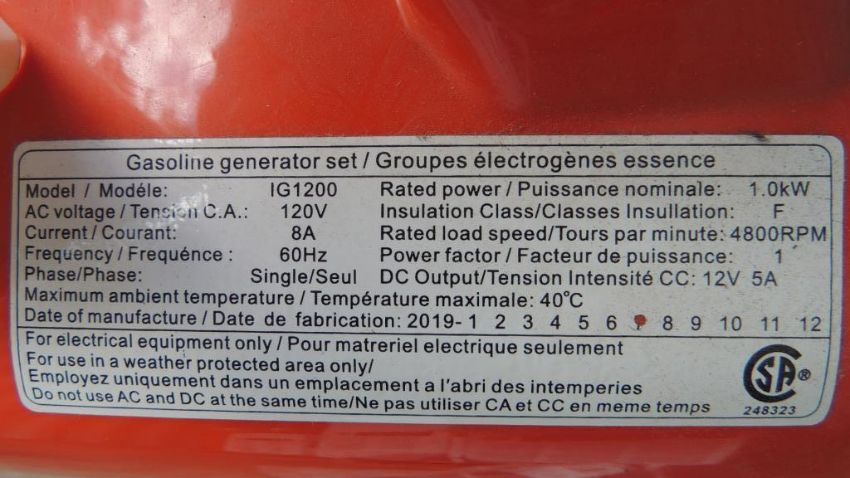 Gasoline generator set / Groupes électrogènes essence
Model / Modéle: IG1200 Rated power / Puissance nominale: 1.0kW
AC voltage / Tension C.A.: 120V Insulation Class/Classes Insullation: F
Current / Courant: 8A Rated load speed/Tours par minute: 4800RPM
Frequency / Frequénce : 60Hz Power factor / Facteur de puissance: 1
Phase/Phase: Single/Seul DC Output/Tension Intensité CC: 12V 5A
Maximum ambient temperature / Température maximale: 40°C
Date of manufacture / Date de fabrication: 2019- 1 2 3 4 5 6 8 9 10 11 12
For electrical equipment only / Pour matreriel electrique seulement
For use in a weather protected area only/
Employez uniquement dans un emplacement a l'abri des intemperies
Do not use AC and DC at the same time/Ne pas utiliser CA et CC en meme temps
CSA®
248323